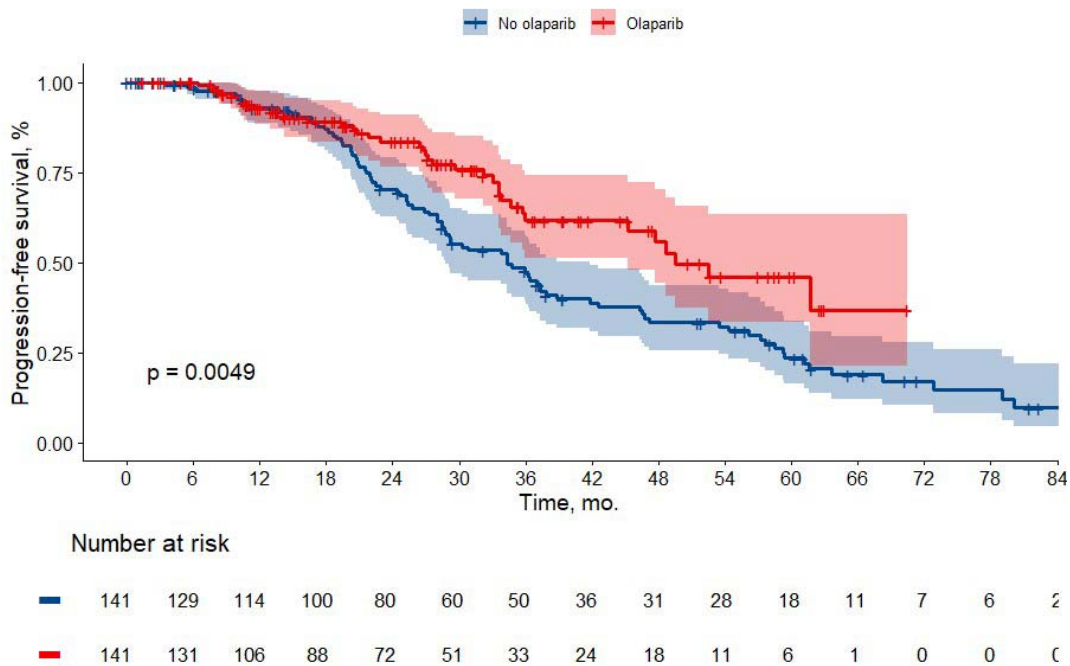 No olaparib Olaparib
Progression-free survival, %
1.00
0.75
0.50
0.25
0.00
p = 0.0049
0 6 12 18 24 30 36 42 48 54 60 66 72 78 84
Time, mo.
Number at risk
141 129 114 100 80 60 50 36 31 28 18 11 7 6 2
141 131 106 88 72 51 33 24 18 11 6 1 0 0 0